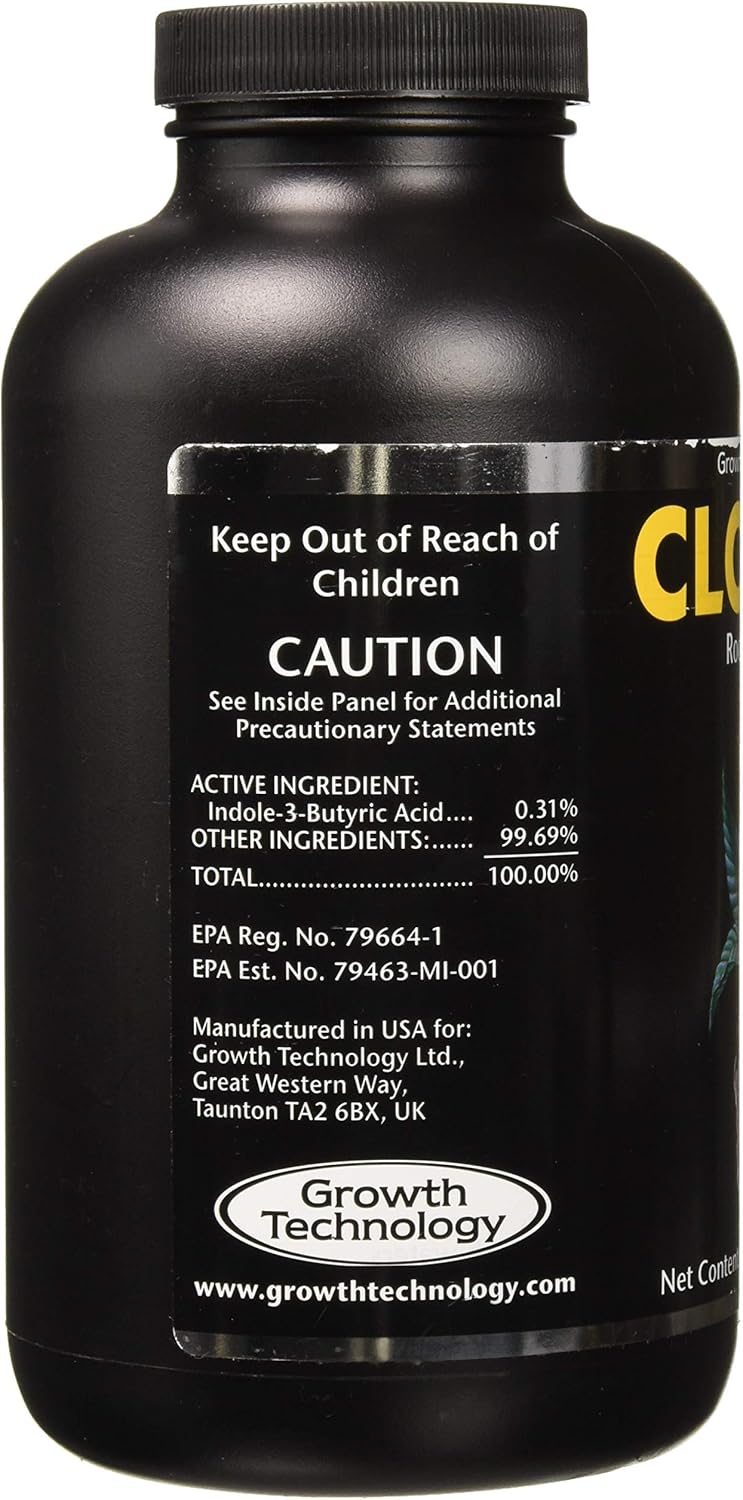 Keep Out of Reach of
Children
CAUTION
See Inside Panel for Additional
Precautionary Statements
ACTIVE INGREDIENT:
Indole-3-Butyric Acid.... 0.31%
OTHER INGREDIENTS:...... 99.69%
TOTAL............................... 100.00%
EPA Reg. No. 79664-1
EPA Est. No. 79463-MI-001
Manufactured in USA for:
Growth Technology Ltd.,
Great Western Way,
Taunton TA2 6BX, UK
Growth
Technology
www.growthtechnology.com
Net